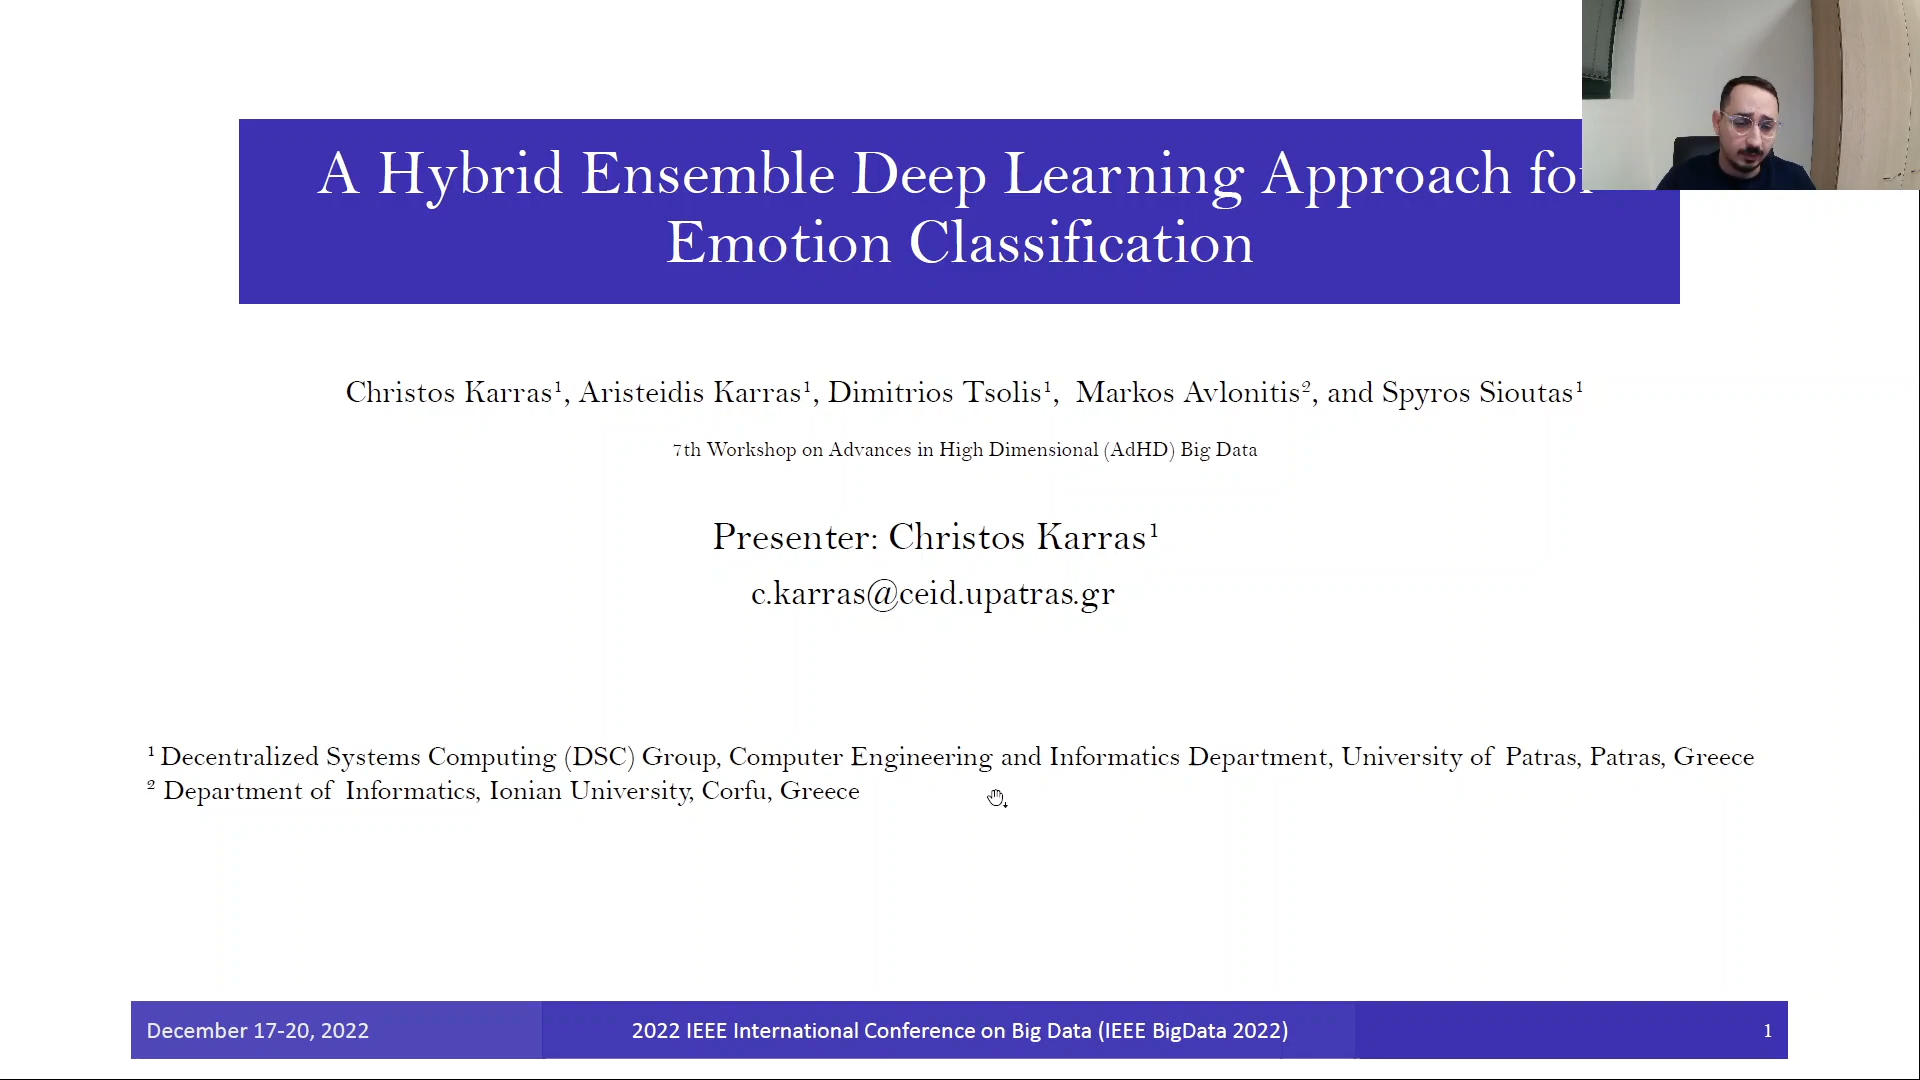 A Hybrid Ensemble Deep Learning Approach for
Emotion Classification
Christos Karras¹, Aristeidis Karras¹, Dimitrios Tsolis¹, Markos Avlonitis², and Spyros Sioutas¹
7th Workshop on Advances in High Dimensional (AdHD) Big Data
Presenter: Christos Karras¹
c.karras@ceid.upatras.gr
¹ Decentralized Systems Computing (DSC) Group, Computer Engineering and Informatics Department, University of Patras, Patras, Greece
² Department of Informatics, Ionian University, Corfu, Greece
December 17-20, 2022
2022 IEEE International Conference on Big Data (IEEE BigData 2022)
1